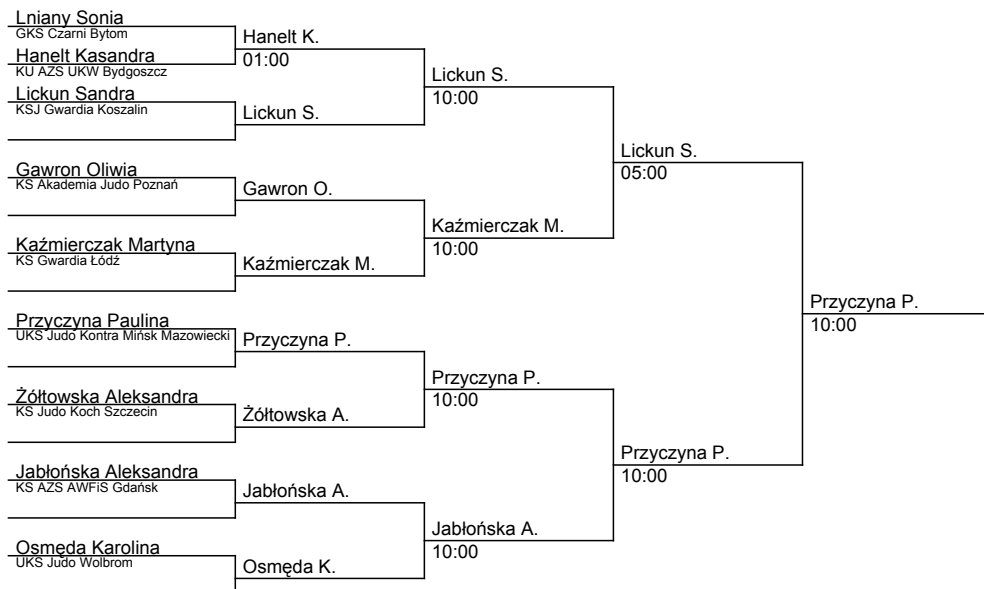 Lniany Sonia
GKS Czarni Bytom
Hanelt K.
01:00
Hanelt Kasandra
KU AZS UKW Bydgoszcz
Lickun S.
10:00
Lickun Sandra
KSJ Gwardia Koszalin
Lickun S.
Lickun S.
05:00
Gawron Oliwia
KS Akademia Judo Poznań
Gawron O.
Kaźmierczak M.
10:00
Kaźmierczak Martyna
KS Gwardia Łódź
Kaźmierczak M.
Przyczyna P.
10:00
Przyczyna Paulina
UKS Judo Kontra Mińsk Mazowiecki
Przyczyna P.
Przyczyna P.
10:00
Żółtowska Aleksandra
KS Judo Koch Szczecin
Żółtowska A.
Przyczyna P.
10:00
Jabłońska Aleksandra
KS AZS AWFiS Gdańsk
Jabłońska A.
Jabłońska A.
10:00
Osmęda Karolina
UKS Judo Wolbrom
Osmęda K.